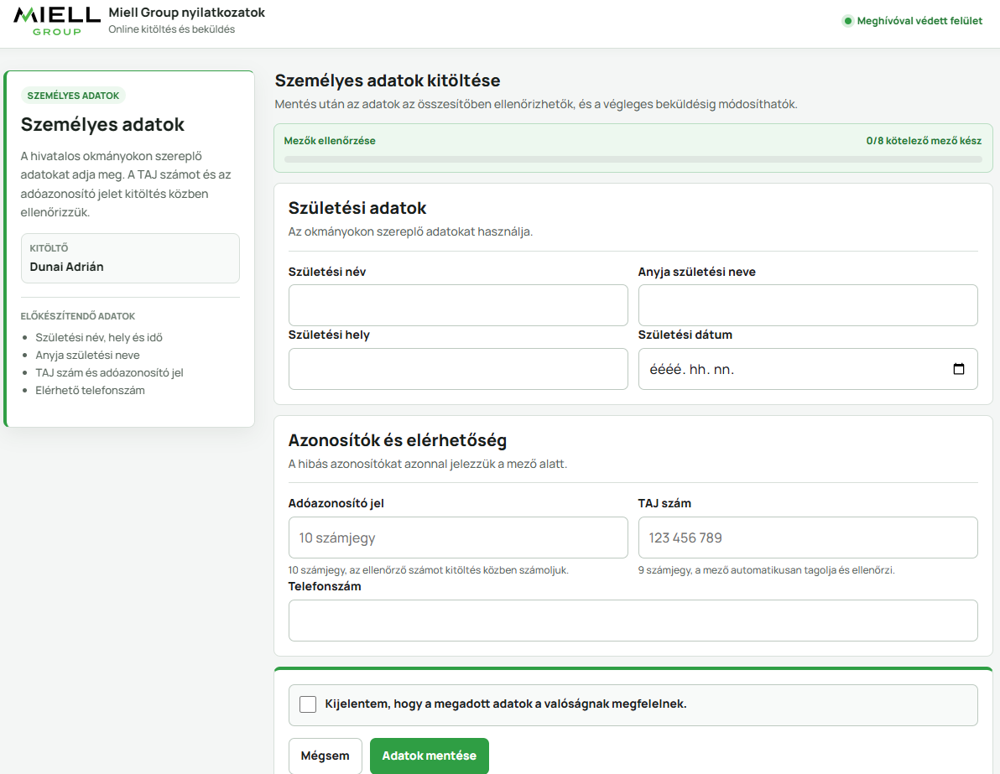 MIELL
GROUP
Miell Group nyilatkozatok
Online kitöltés és beküldés
Meghívóval védett felület
SZEMÉLYES ADATOK
Személyes adatok
A hivatalos okmányokon szereplő
adatokat adja meg. A TAJ számot és az
adóazonosító jelet kitöltés közben
ellenőrizzük.
KITÖLTŐ
Dunai Adrián
ELŐKÉSZÍTENDŐ ADATOK
Születési név, hely és idő
Anyja születési neve
TAJ szám és adóazonosító jel
Elérhető telefonszám
Személyes adatok kitöltése
Mentés után az adatok az összesítőben ellenőrizhetők, és a végleges beküldésig módosíthatók.
Mezők ellenőrzése
0/8 kötelező mező kész
Születési adatok
Az okmányokon szereplő adatokat használja.
Születési név
Anyja születési neve
Születési hely
Születési dátum
éééé. hh. nn.
Azonosítók és elérhetőség
A hibás azonosítókat azonnal jelezzük a mező alatt.
Adóazonosító jel
TAJ szám
10 számjegy
123 456 789
10 számjegy, az ellenőrző számot kitöltés közben számoljuk.
9 számjegy, a mező automatikusan tagolja és ellenőrzi.
Telefonszám
Kijelentem, hogy a megadott adatok a valóságnak megfelelnek.
Mégsem
Adatok mentése